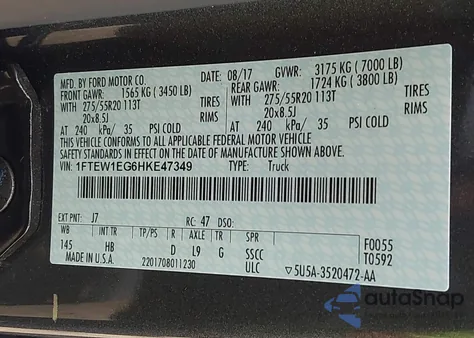 MFD. BY FORD MOTOR CO. 08/17 GVWR: 3175 KG ( 7000 LB)
FRONT GAWR: 1565 KG ( 3450 LB) REAR GAWR: 1724 KG ( 3800 LB)
WITH 275/55R20 113T TIRES WITH 275/55R20 113T TIRES
20x8.5J RIMS 20x8.5J RIMS
AT 240 kPa/ 35 PSI COLD AT 240 kPa/ 35 PSI COLD
THIS VEHICLE CONFORMS TO ALL APPLICABLE FEDERAL MOTOR VEHICLE
SAFETY AND THEFT PREVENTION STANDARDS IN EFFECT ON THE DATE OF MANUFACTURE SHOWN ABOVE.
VIN: 1FTEW1EG6HKE47349 TYPE: Truck
EXT PNT: J7 RC: 47 DSO:
WB INT TR TP/PS R AXLE TR SPR F0055
145 HB D L9 G SSCC T0592
MADE IN U.S.A. 2201708011230 ULC ▽5U5A-3520472-AA
autoSnap